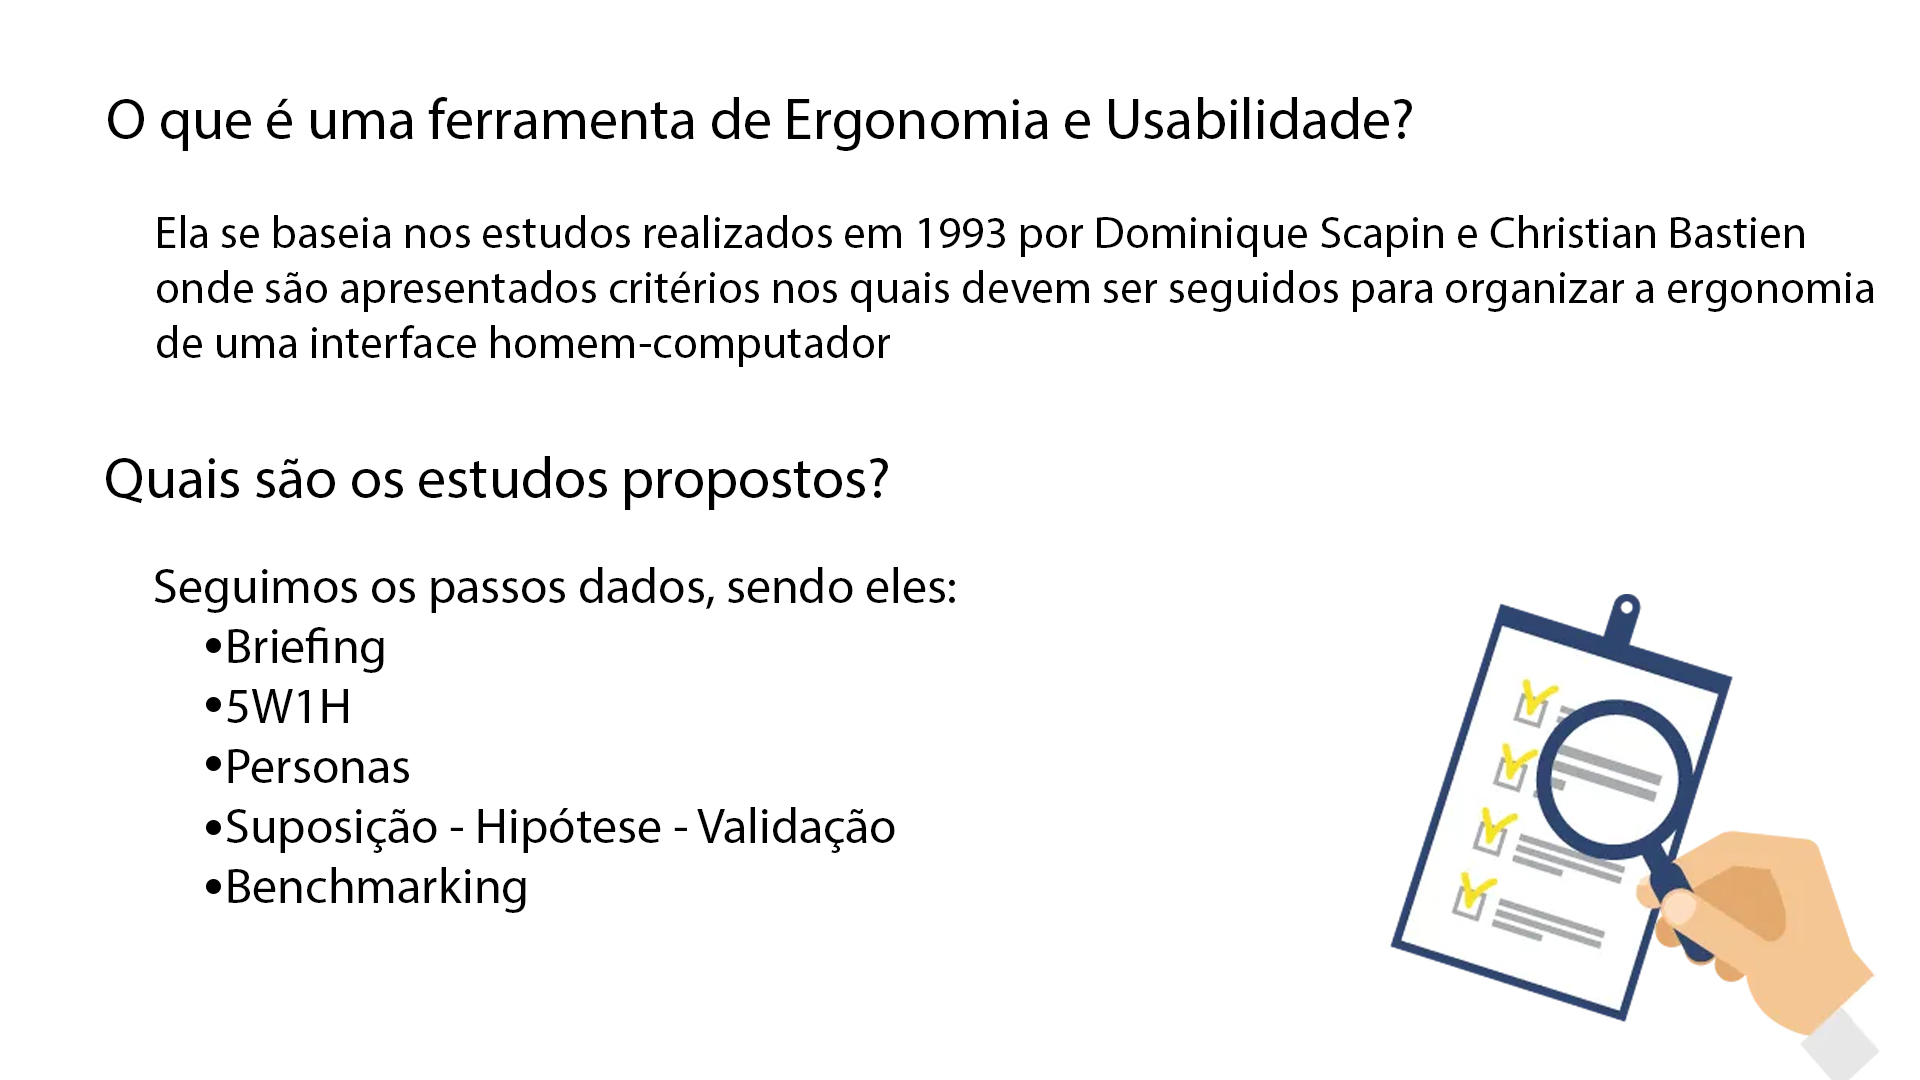 O que é uma ferramenta de Ergonomia e Usabilidade?
Ela se baseia nos estudos realizados em 1993 por Dominique Scapin e Christian Bastien
onde são apresentados critérios nos quais devem ser seguidos para organizar a ergonomia
de uma interface homem-computador
Quais são os estudos propostos?
Seguimos os passos dados, sendo eles:
•Briefing
•5W1H
•Personas
•Suposição - Hipótese - Validação
•Benchmarking